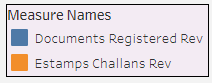 Measure Names
Documents Registered Rev
Estamps Challans Rev